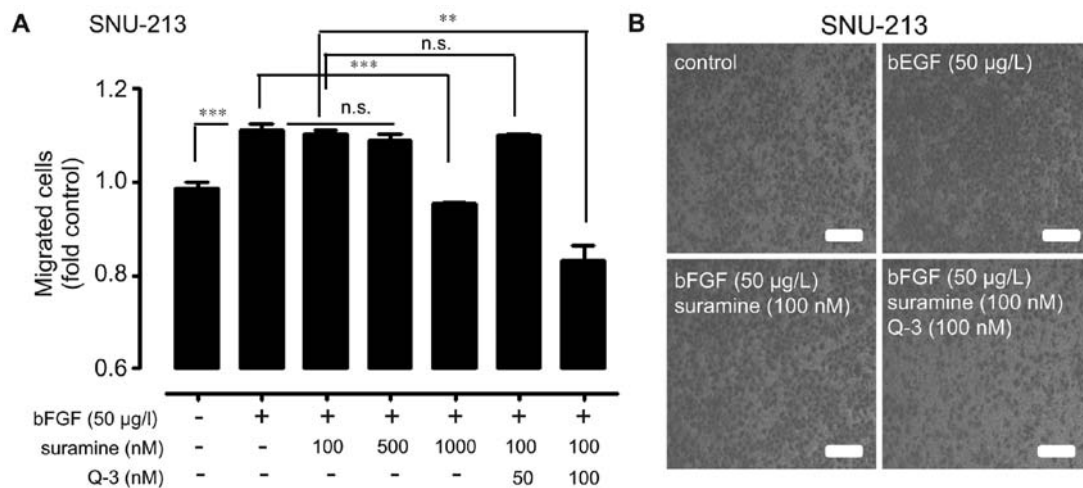 A SNU-213
**
n.s.
***
n.s.
***
1.2
1.0
0.8
0.6
Migrated cells
(fold control)
bFGF (50 µg/l) - + + + + + +
suramine (nM) - - 100 500 1000 100 100
Q-3 (nM) - - - - - 50 100
B SNU-213
control
bEGF (50 µg/L)
bFGF (50 µg/L)
suramine (100 nM)
bFGF (50 µg/L)
suramine (100 nM)
Q-3 (100 nM)